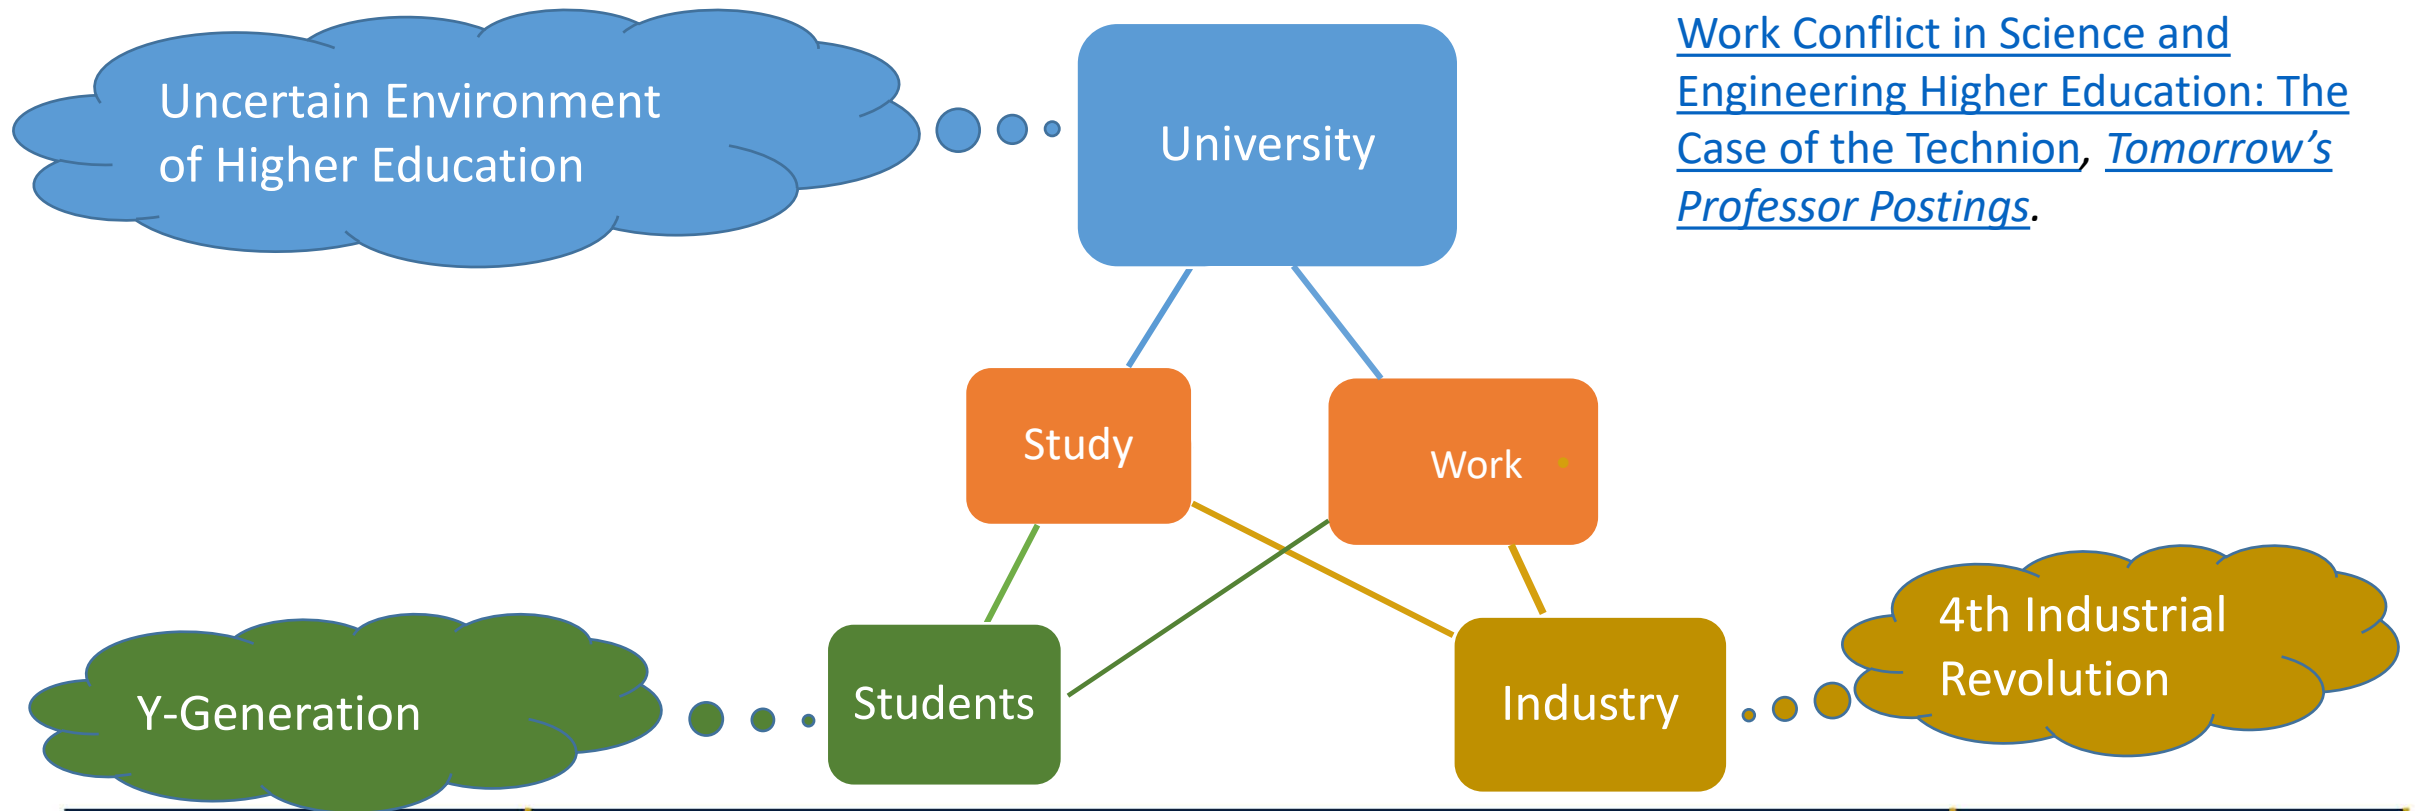 Uncertain Environment
of Higher Education
University
Work Conflict in Science and
Engineering Higher Education: The
Case of the Technion, Tomorrow’s
Professor Postings.
Study
Work
Y-Generation
Students
Industry
4th Industrial
Revolution